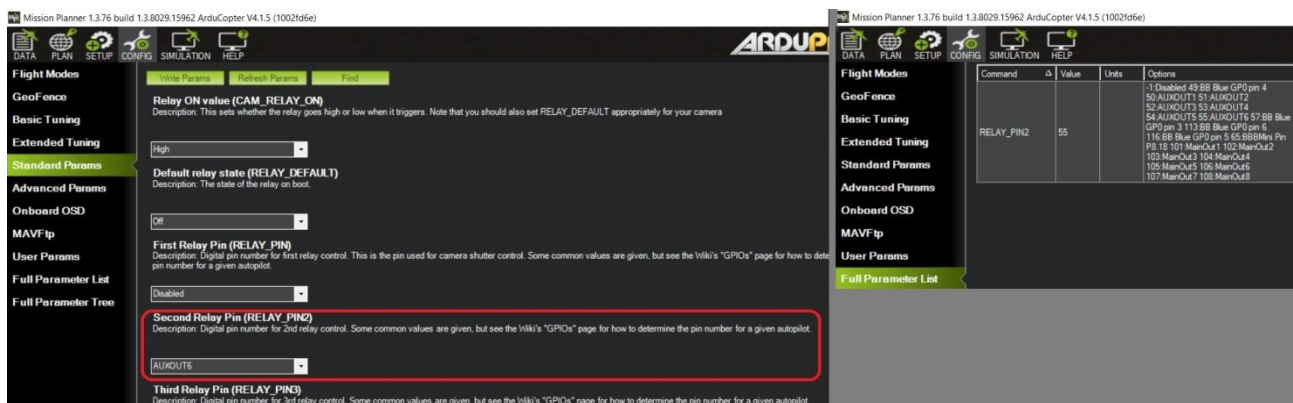 Mission Planner 1.3.76 build 1.3.8029.15962 ArduCopter V4.1.5 (1002fd6e)
DATA PLAN SETUP CONFIG SIMULATION HELP
ARDUP
Flight Modes
GeoFence
Basic Tuning
Extended Tuning
Standard Params
Advanced Params
Onboard OSD
MAVFtp
User Params
Full Parameter List
Full Parameter Tree
Write Params Refresh Params Find
Relay ON value (CAM_RELAY_ON)
Description: This sets whether the relay goes high or low when it triggers. Note that you should also set RELAY_DEFAULT appropriately for your camera
High
Default relay state (RELAY_DEFAULT)
Description: The state of the relay on boot.
Off
First Relay Pin (RELAY_PIN)
Description: Digital pin number for first relay control. This is the pin used for camera shutter control. Some common values are given, but see the Wiki's "GPIOs" page for how to dete
pin number for a given autopilot.
Disabled
Second Relay Pin (RELAY_PIN2)
Description: Digital pin number for 2nd relay control. Some common values are given, but see the Wiki's "GPIOs" page for how to determine the pin number for a given autopilot.
AUXOUT6
Third Relay Pin (RELAY_PIN3)
Description: Digital pin number for 3rd relay control. Some common values are given, but see the Wiki's "GPIOs" page for how to determine the pin number for a given autopilot.
Mission Planner 1.3.76 build 1.3.8029.15962 ArduCopter V4.1.5 (1002fd6e)
DATA PLAN SETUP CONFIG SIMULATION HELP
Flight Modes
GeoFence
Basic Tuning
Extended Tuning
Standard Params
Advanced Params
Onboard OSD
MAVFtp
User Params
Full Parameter List
Command Value Units Options
RELAY_PIN2 55
-1:Disabled 49:BB Blue GP0 pin 4
50:AUXOUT1 51:AUXOUT2
52:AUXOUT3 53:AUXOUT4
54:AUXOUT5 55:AUXOUT6 57:BB Blue
GP0 pin 3 113:BB Blue GP0 pin 6
116:BB Blue GP0 pin 5 65:BBBMini Pin
P8.18 101:MainOut1 102:MainOut2
103:MainOut3 104:MainOut4
105:MainOut5 106:MainOut6
107:MainOut7 108:MainOut8